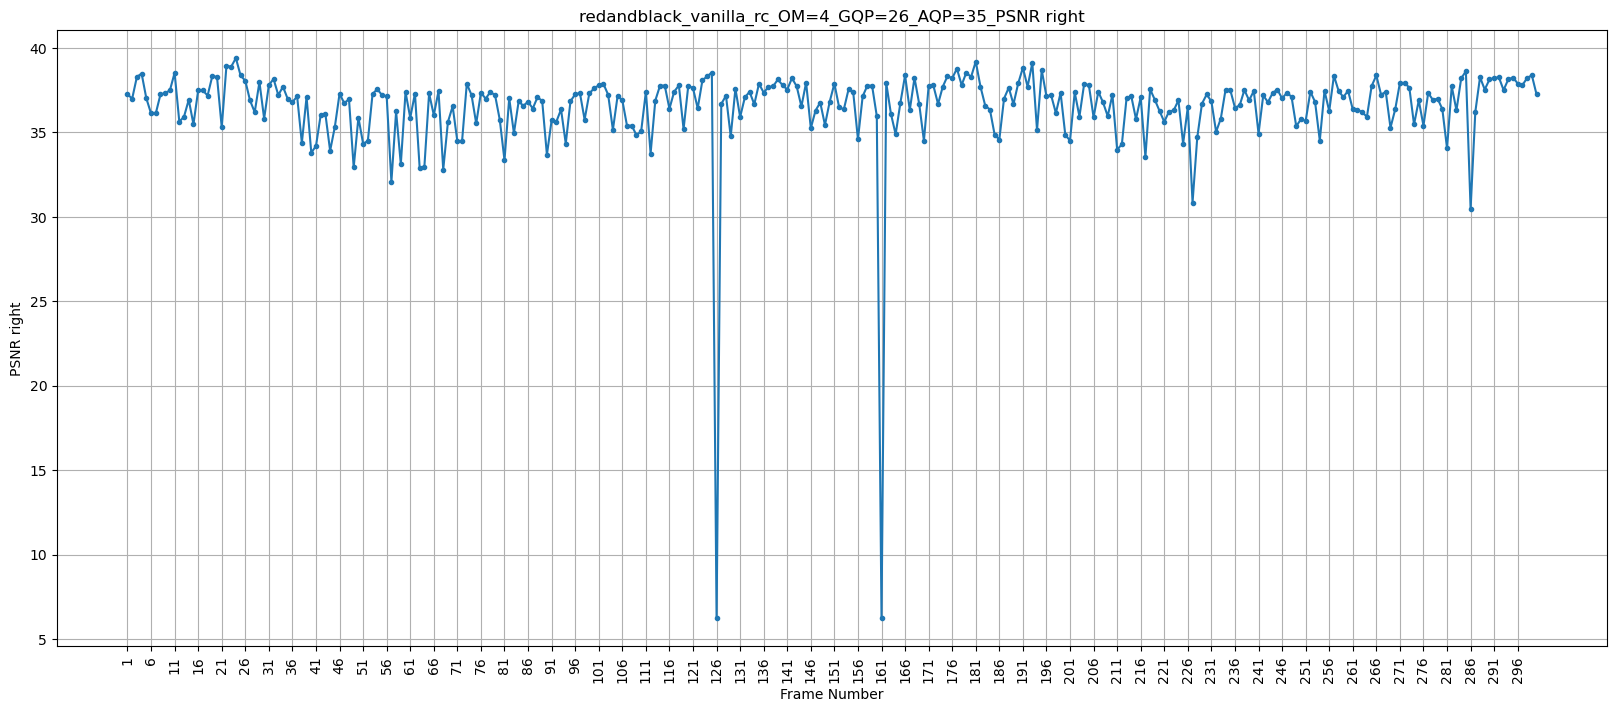 redandblack_vanilla_rc_OM=4_GQP=26_AQP=35_PSNR right
PSNR right
40
35
30
25
20
15
10
5
1 6 11 16 21 26 31 36 41 46 51 56 61 66 71 76 81 86 91 96 101 106 111 116 121 126 131 136 141 146 151 156 161 166 171 176 181 186 191 196 201 206 211 216 221 226 231 236 241 246 251 256 261 266 271 276 281 286 291 296
Frame Number